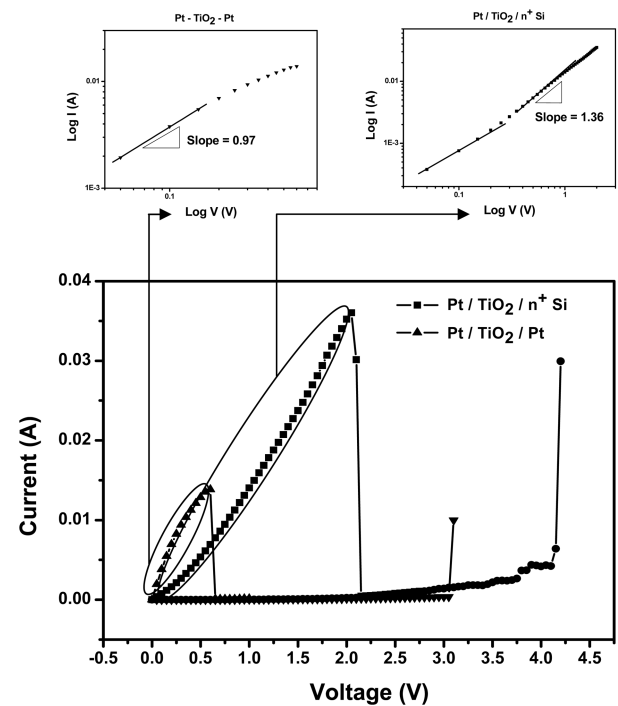 Pt - TiO2 - Pt
Pt / TiO2 / n+ Si
Log I (A)
0.01
1E-3
0.1
Slope = 0.97
Log V (V)
Log I (A)
0.01
1E-3
0.1
1
Slope = 1.36
Log V (V)
Current (A)
0.04
0.03
0.02
0.01
0.00
Pt / TiO2 / n+ Si
Pt / TiO2 / Pt
-0.5 0.0 0.5 1.0 1.5 2.0 2.5 3.0 3.5 4.0 4.5
Voltage (V)